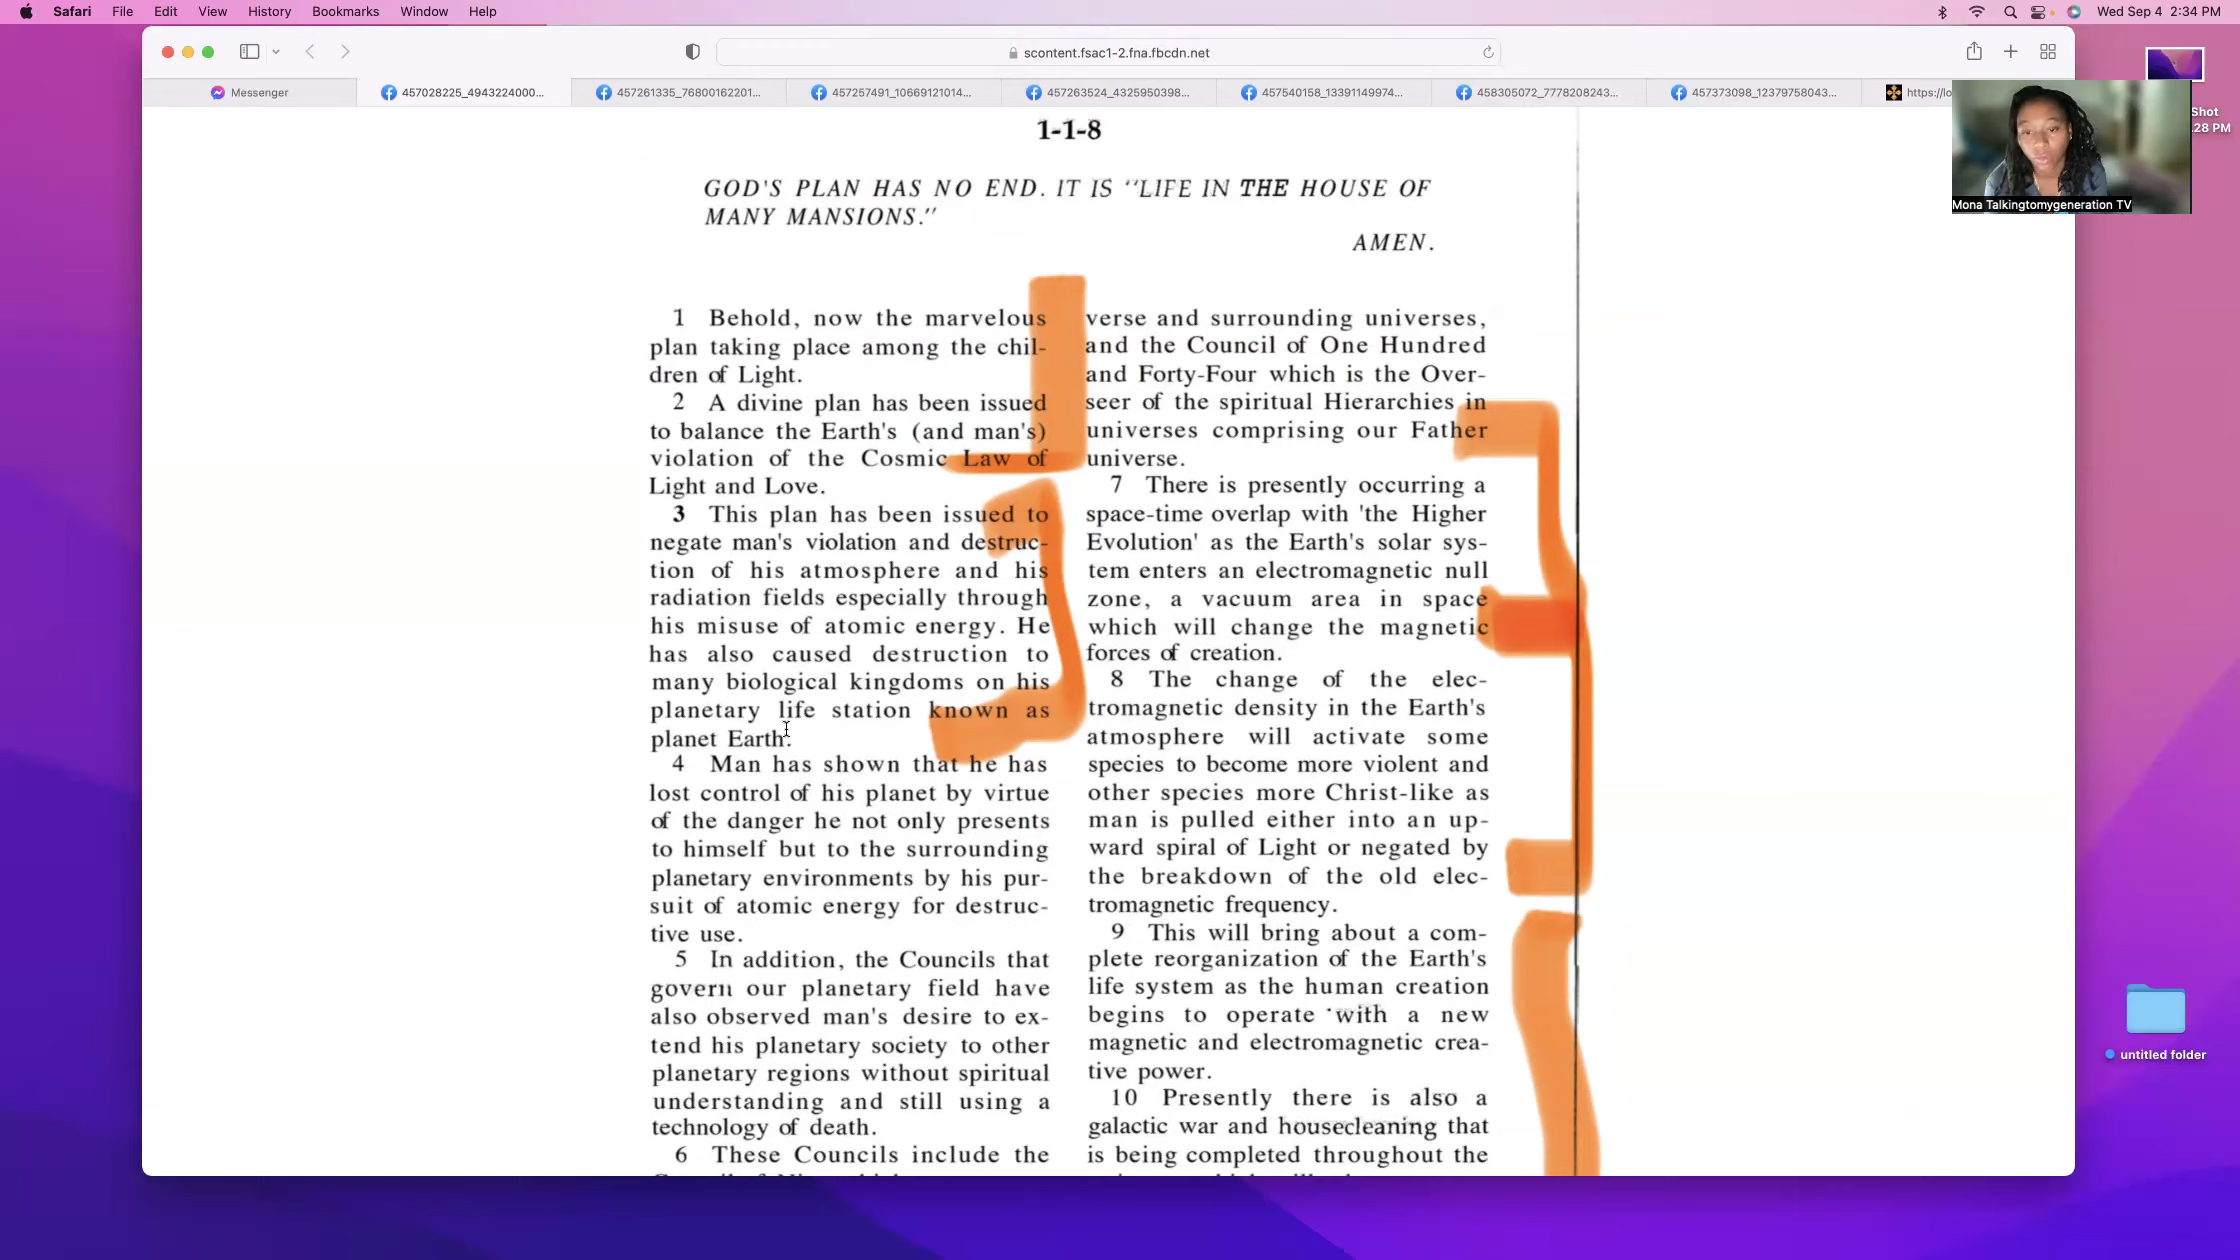 Safari File Edit View History Bookmarks Window Help
Wed Sep 4 2:34 PM
scontent.fsac1-2.fna.fbcdn.net
Messenger
457028225_4943224000...
457261335_76800162201...
457257491_10669121014...
457263524_4325950398...
457540158_13391149974...
458305072_7778208243...
457373098_12379758043...
https://lo
Shot
28 PM
Mona Talkingtomygeneration TV
1-1-8
GOD'S PLAN HAS NO END. IT IS "LIFE IN THE HOUSE OF
MANY MANSIONS."
AMEN.
1 Behold, now the marvelous
plan taking place among the chil-
dren of Light.
2 A divine plan has been issued
to balance the Earth's (and man's)
violation of the Cosmic Law of
Light and Love.
3 This plan has been issued to
negate man's violation and destruc-
tion of his atmosphere and his
radiation fields especially through
his misuse of atomic energy. He
has also caused destruction to
many biological kingdoms on his
planetary life station known as
planet Earth.
4 Man has shown that he has
lost control of his planet by virtue
of the danger he not only presents
to himself but to the surrounding
planetary environments by his pur-
suit of atomic energy for destruc-
tive use.
5 In addition, the Councils that
govern our planetary field have
also observed man's desire to ex-
tend his planetary society to other
planetary regions without spiritual
understanding and still using a
technology of death.
6 These Councils include the
verse and surrounding universes,
and the Council of One Hundred
and Forty-Four which is the Over-
seer of the spiritual Hierarchies in
universes comprising our Father
universe.
7 There is presently occurring a
space-time overlap with 'the Higher
Evolution' as the Earth's solar sys-
tem enters an electromagnetic null
zone, a vacuum area in space
which will change the magnetic
forces of creation.
8 The change of the elec-
tromagnetic density in the Earth's
atmosphere will activate some
species to become more violent and
other species more Christ-like as
man is pulled either into an up-
ward spiral of Light or negated by
the breakdown of the old elec-
tromagnetic frequency.
9 This will bring about a com-
plete reorganization of the Earth's
life system as the human creation
begins to operate with a new
magnetic and electromagnetic crea-
tive power.
10 Presently there is also a
galactic war and housecleaning that
is being completed throughout the
untitled folder